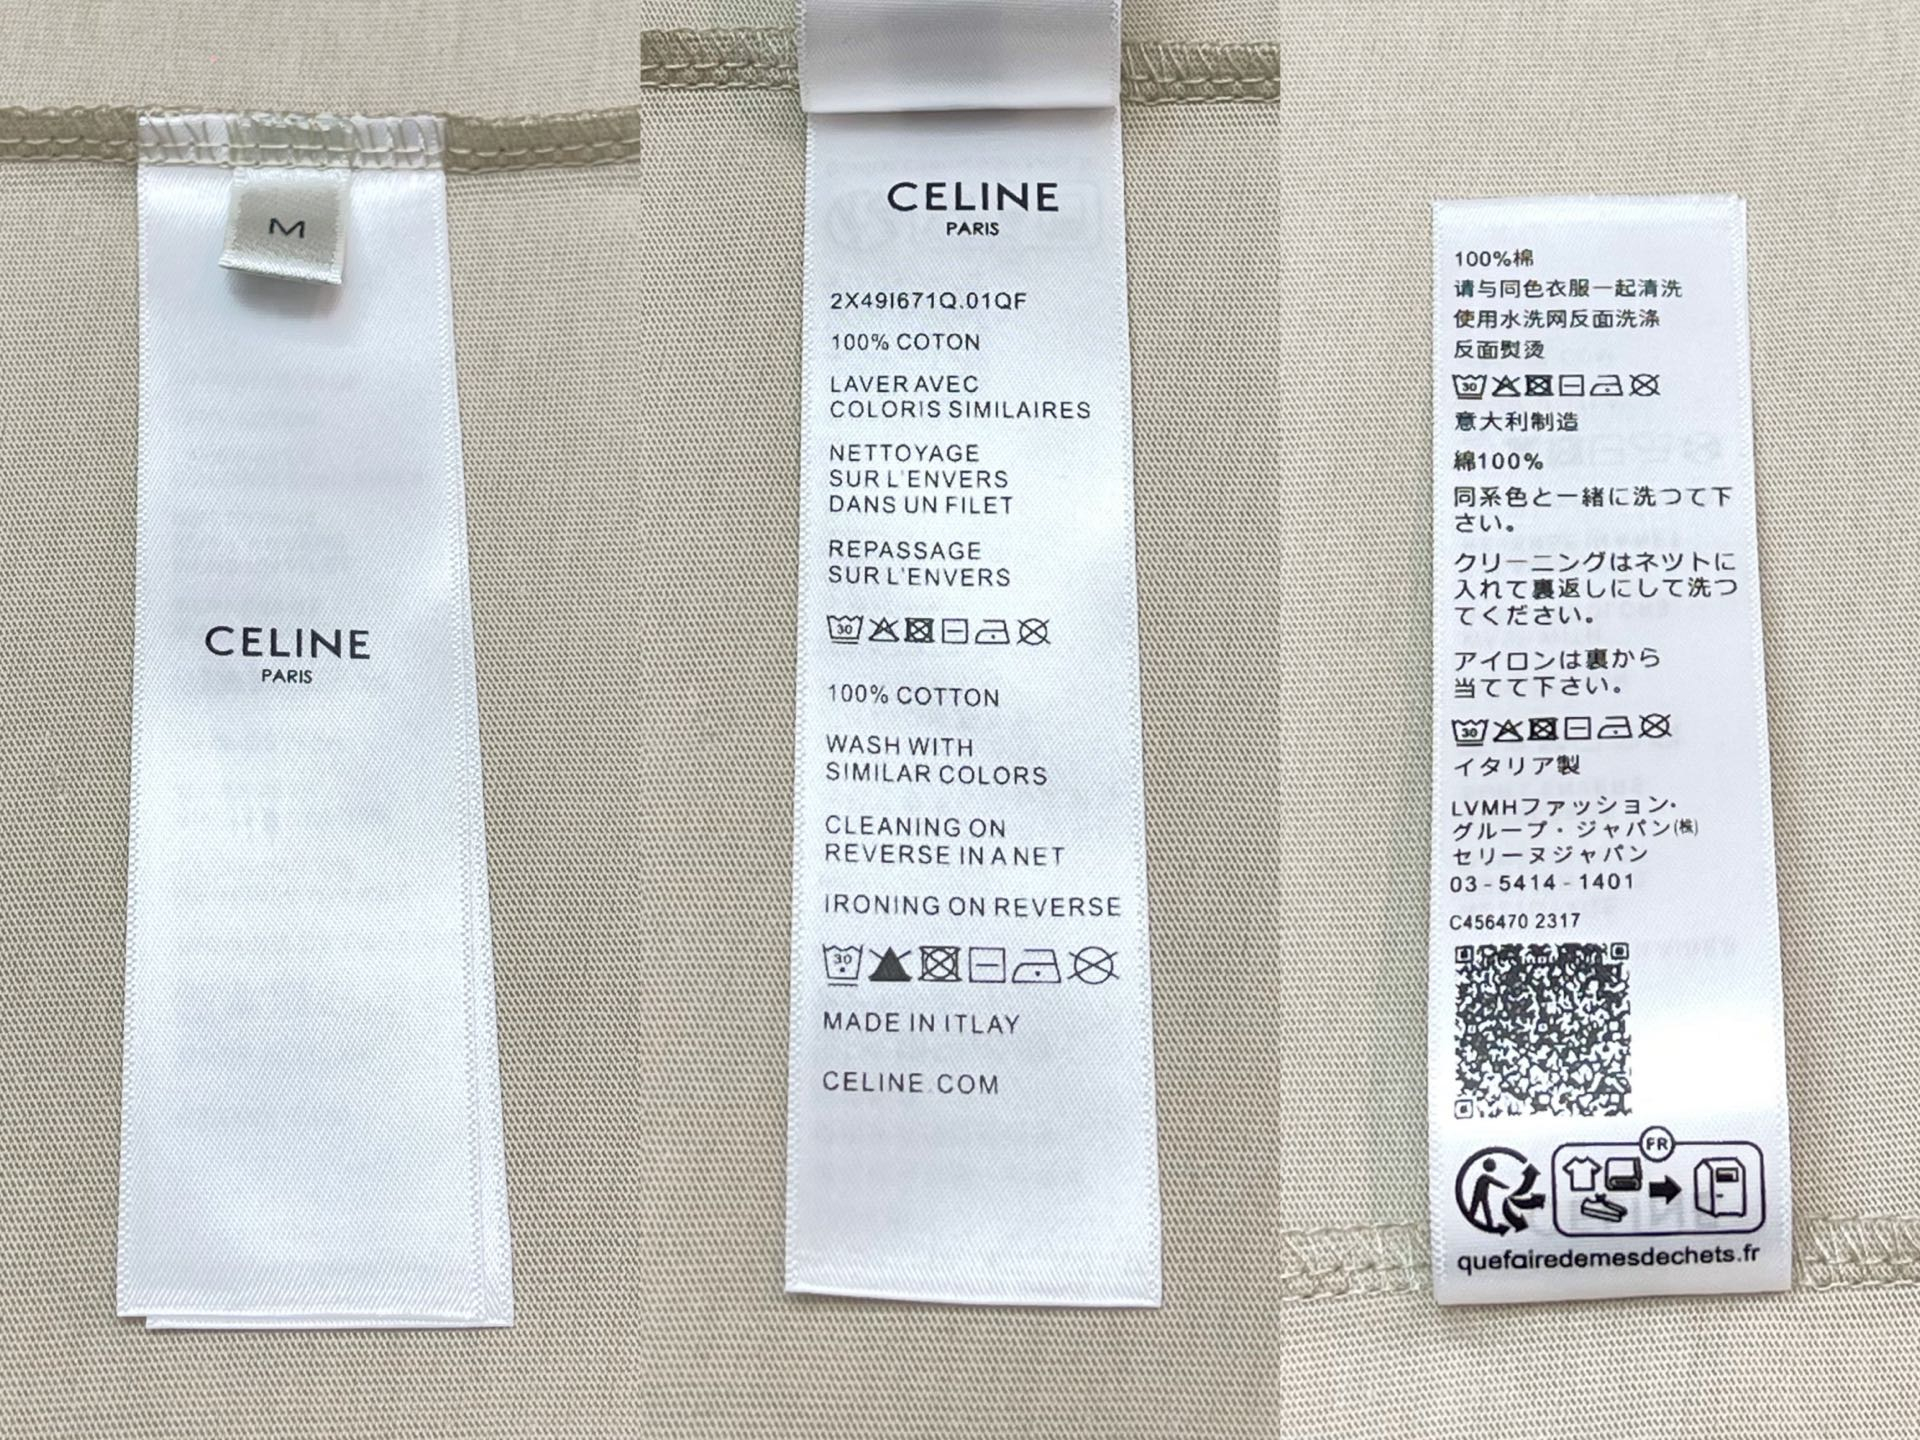 M
CELINE
PARIS
CELINE
PARIS
2X49I671Q.01QF
100% COTON
LAVER AVEC
COLORIS SIMILAIRES
NETTOYAGE
SUR L'ENVERS
DANS UN FILET
REPASSAGE
SUR L'ENVERS
30
100% COTTON
WASH WITH
SIMILAR COLORS
CLEANING ON
REVERSE IN A NET
IRONING ON REVERSE
30
MADE IN ITLAY
CELINE.COM
100%棉
请与同色衣服一起清洗
使用水洗网反面洗涤
反面熨烫
30
意大利制造
綿100%
同系色と一緒に洗つて下
さい。
クリーニングはネツトに
入れて裏返しにして洗つ
てください。
アイロンは裏から
当てて下さい。
30
イタリア製
LVMHファッション・
グループ・ジャパン㈱
セリーヌジャパン
03-5414-1401
C456470 2317
FR
quefairedemesdechets.fr